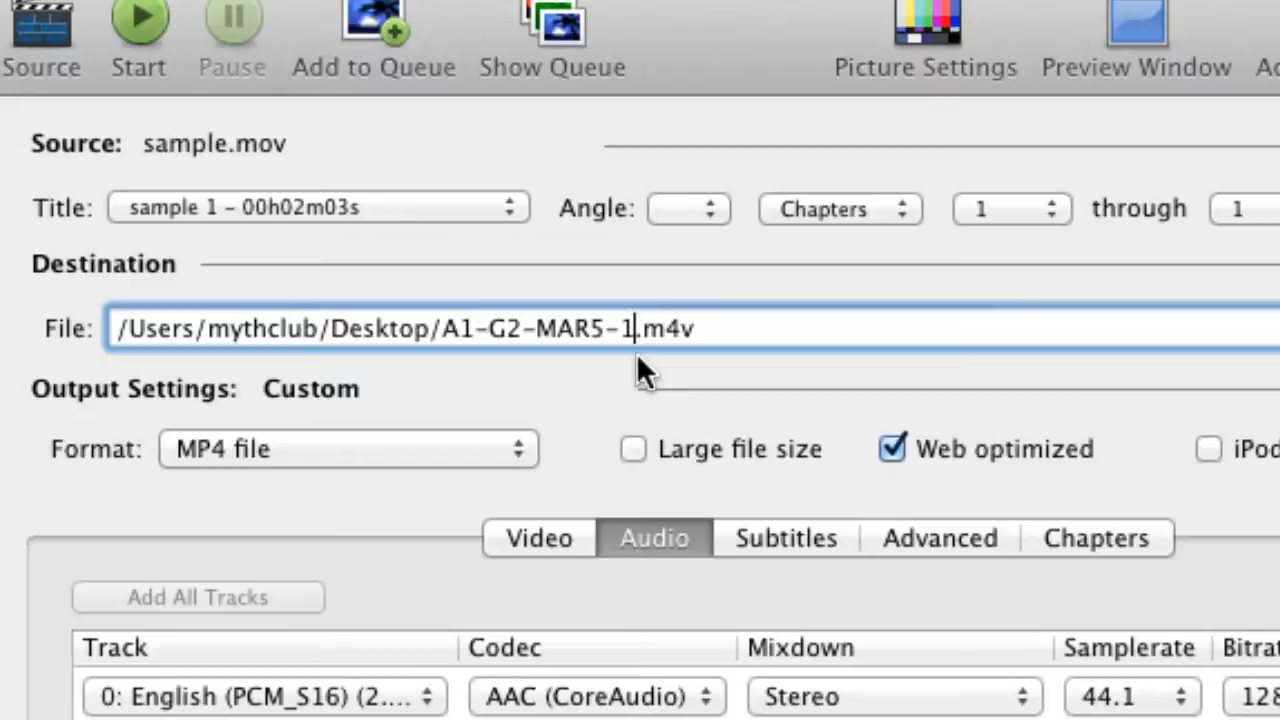 Source Start Pause Add to Queue Show Queue Picture Settings Preview Window
Source: sample.mov
Title: sample 1 - 00h02m03s Angle: Chapters 1 through 1
Destination
File: /Users/mythclub/Desktop/A1-G2-MAR5-1.m4v
Output Settings: Custom
Format: MP4 file Large file size Web optimized iPod
Add All Tracks Video Audio Subtitles Advanced Chapters
Track Codec Mixdown Samplerate Bitrat
0: English (PCM_S16) (2.... AAC (CoreAudio) Stereo 44.1 128